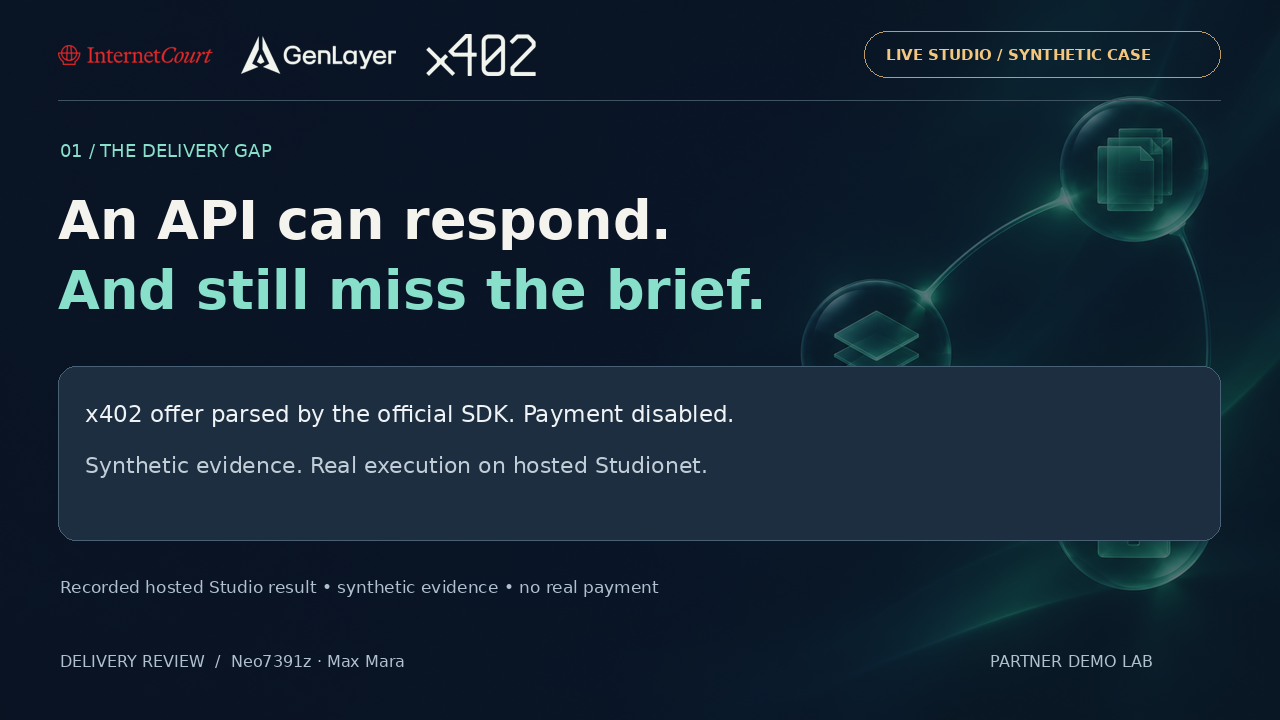 InternetCourt
GenLayer
x402
LIVE STUDIO / SYNTHETIC CASE
01 / THE DELIVERY GAP
An API can respond.
And still miss the brief.
x402 offer parsed by the official SDK. Payment disabled.
Synthetic evidence. Real execution on hosted Studionet.
Recorded hosted Studio result • synthetic evidence • no real payment
DELIVERY REVIEW / Neo7391z · Max Mara
PARTNER DEMO LAB